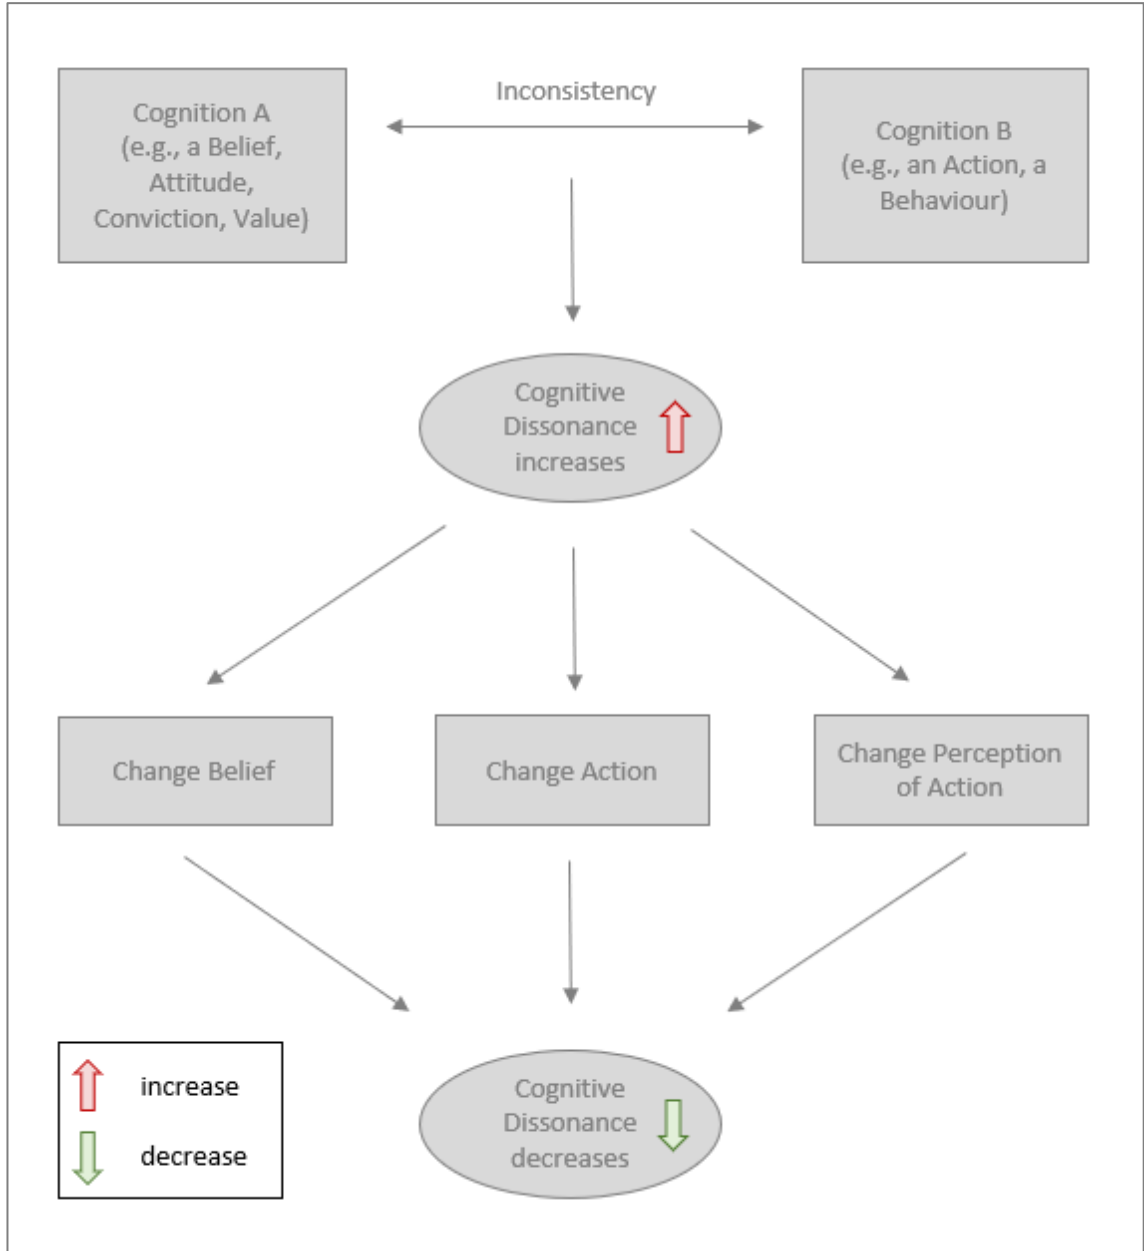 Cognition A
(e.g., a Belief,
Attitude,
Conviction, Value)
Inconsistency
Cognition B
(e.g., an Action, a
Behaviour)
Cognitive
Dissonance
increases
Change Belief
Change Action
Change Perception
of Action
increase
decrease
Cognitive
Dissonance
decreases